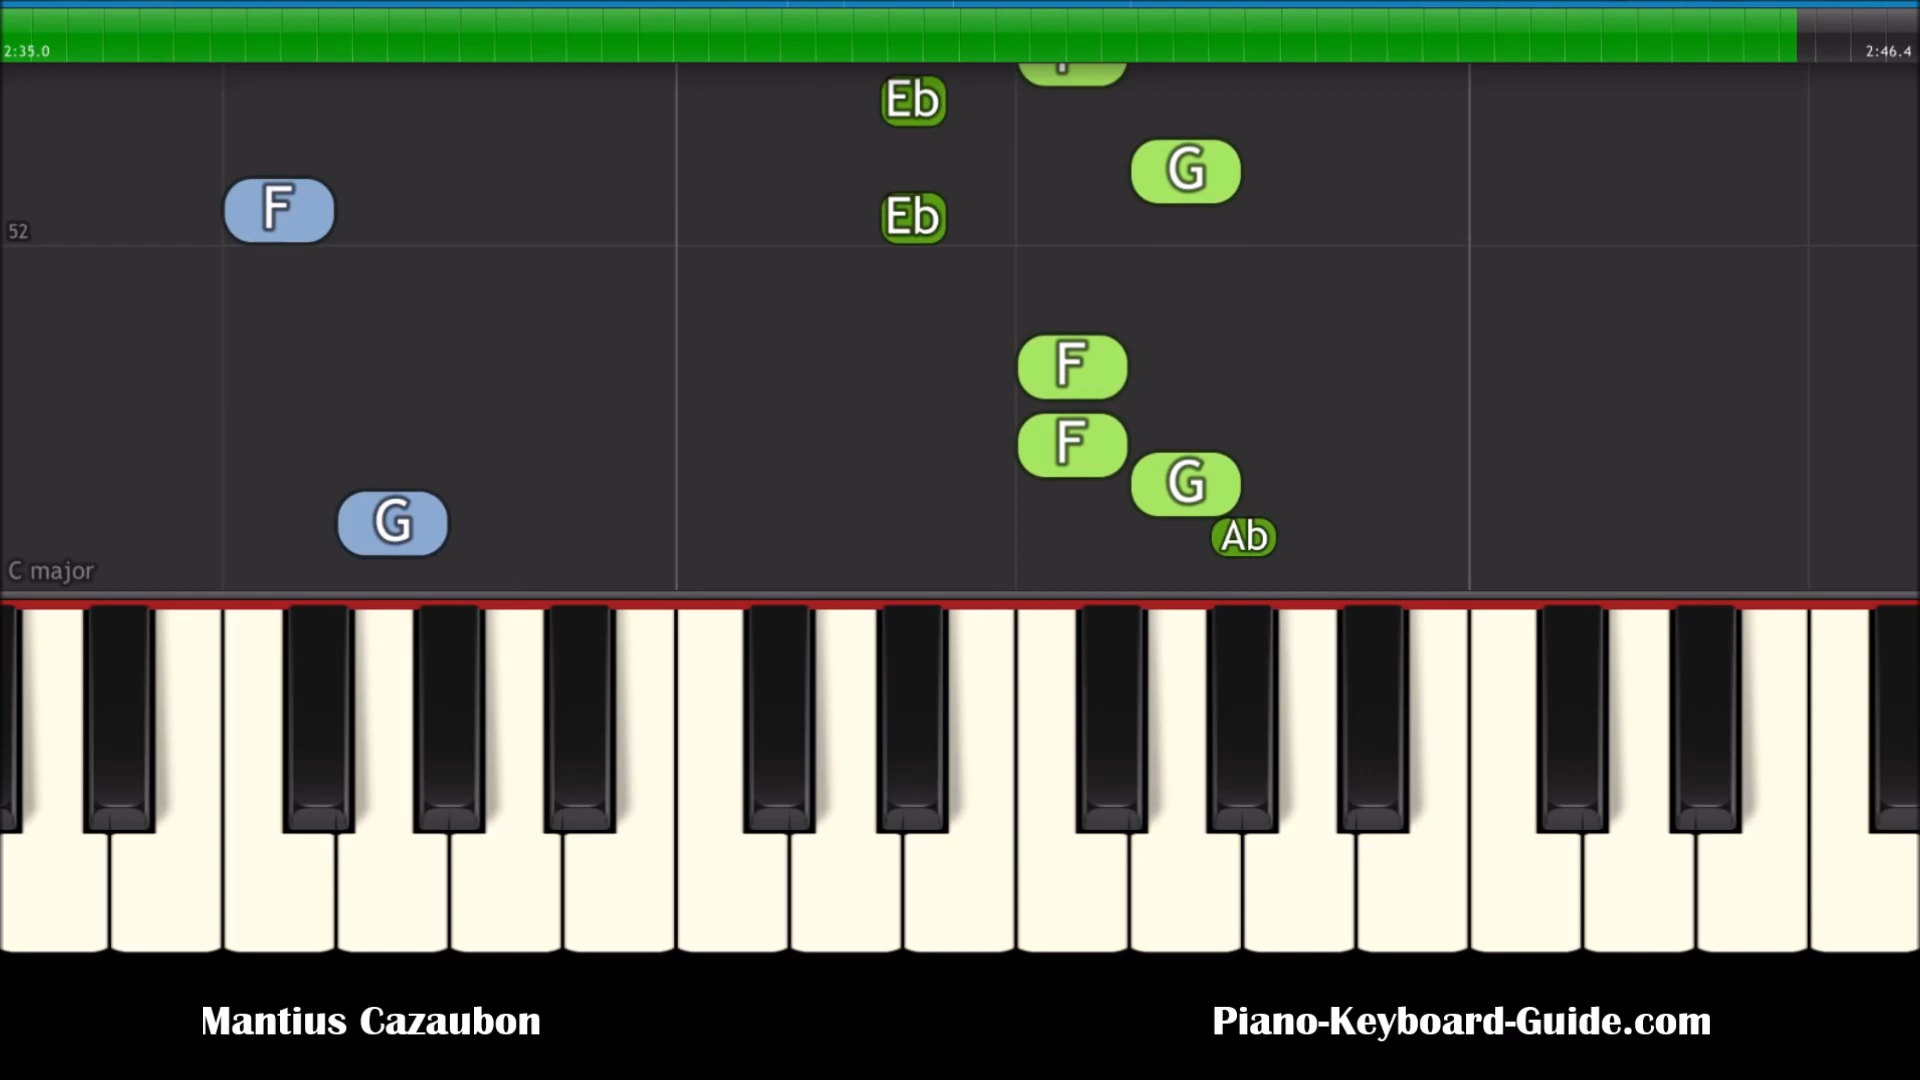 2:35.0
2:46.4
Eb
G
F
Eb
52
F
F
G
G
Ab
C major
Mantius Cazaubon
Piano-Keyboard-Guide.com